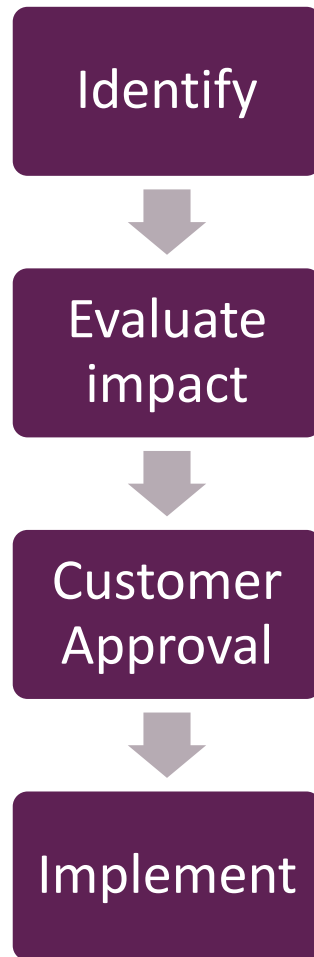 Identify
Evaluate
impact
Customer
Approval
Implement